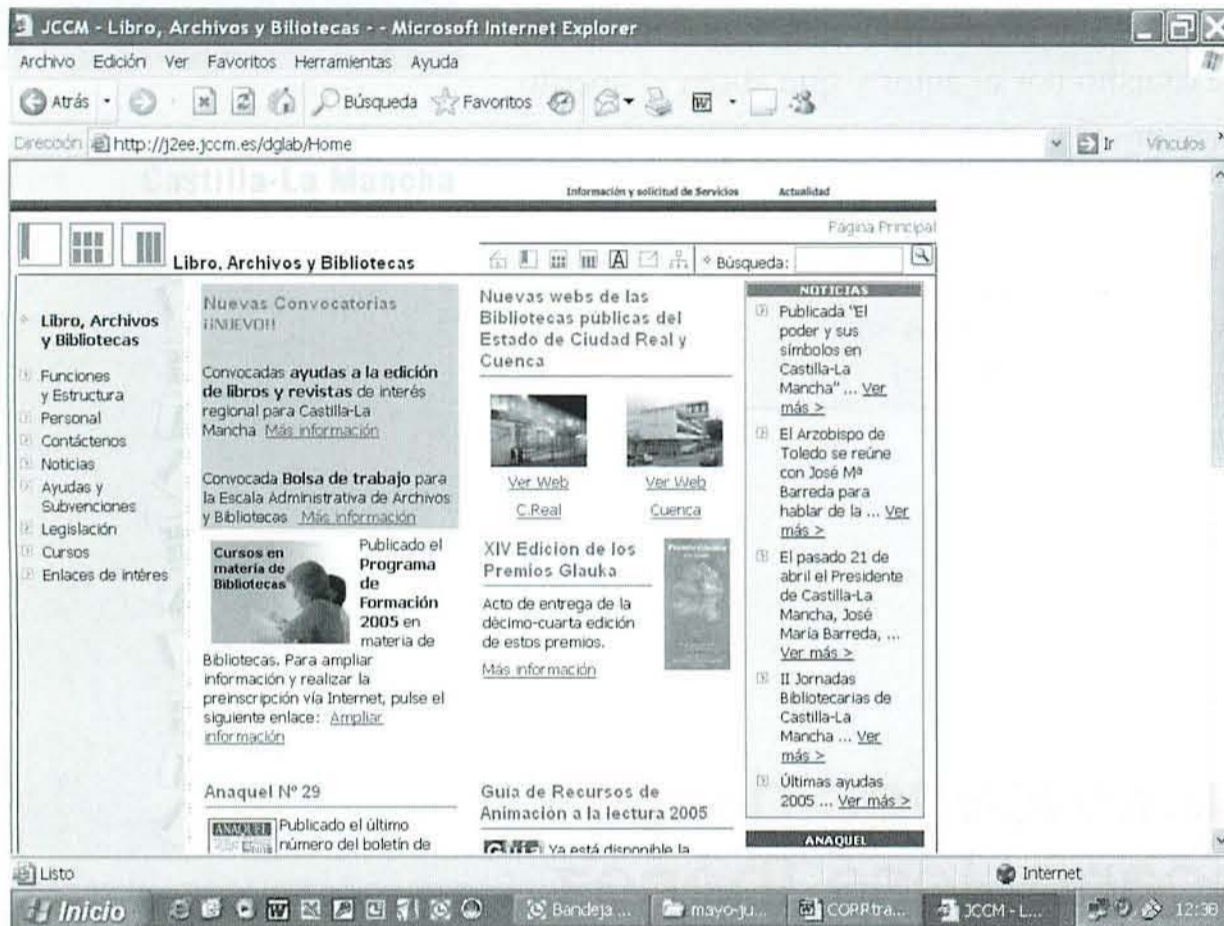 JCCM - Libro, Archivos y Biliotecas - - Microsoft Internet Explorer
Archivo Edición Ver Favoritos Herramientas Ayuda
Atrás Búsqueda Favoritos
Dirección http://j2ee.jccm.es/dglab/Home Ir Vínculos
Castilla-La Mancha
Información y solicitud de Servicios Actualidad
Página Principal
Libro, Archivos y Bibliotecas
Búsqueda:
Libro, Archivos
y Bibliotecas
Funciones
y Estructura
Personal
Contáctenos
Noticias
Ayudas y
Subvenciones
Legislación
Cursos
Enlaces de intéres
Nuevas Convocatorias
¡¡NUEVO!!
Convocadas ayudas a la edición
de libros y revistas de interés
regional para Castilla-La
Mancha Más información
Convocada Bolsa de trabajo para
la Escala Administrativa de Archivos
y Bibliotecas Más información
Cursos en
materia de
Bibliotecas
Publicado el
Programa
de
Formación
2005 en
materia de
Bibliotecas. Para ampliar
información y realizar la
preinscripción vía Internet, pulse el
siguiente enlace: Ampliar
información
Anaquel Nº 29
ANAQUEL
Publicado el último
número del boletín de
Nuevas webs de las
Bibliotecas públicas del
Estado de Ciudad Real y
Cuenca
Ver Web Ver Web
C.Real Cuenca
XIV Edicion de los
Premios Glauka
Acto de entrega de la
décimo-cuarta edición
de estos premios.
Más información
Guía de Recursos de
Animación a la lectura 2005
Ya está disponible la
NOTICIAS
Publicada "El
poder y sus
símbolos en
Castilla-La
Mancha" ... Ver
más >
El Arzobispo de
Toledo se reúne
con José Mª
Barreda para
hablar de la ... Ver
más >
El pasado 21 de
abril el Presidente
de Castilla-La
Mancha, José
María Barreda, ...
Ver más >
II Jornadas
Bibliotecarias de
Castilla-La
Mancha ... Ver
más >
Últimas ayudas
2005 ... Ver más >
ANAQUEL
Listo Internet
Inicio Bandeja ... mayo-ju... CORRtra... JCCM - L... 12:38